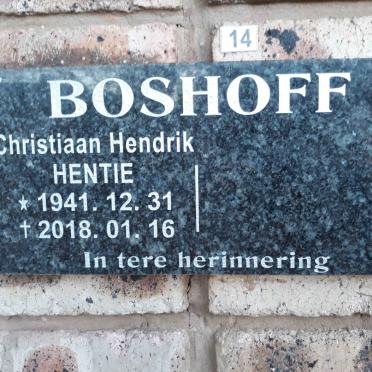 14
BOSHOFF
Christiaan Hendrik
HENTIE
* 1941. 12. 31
† 2018. 01. 16
In tere herinnering